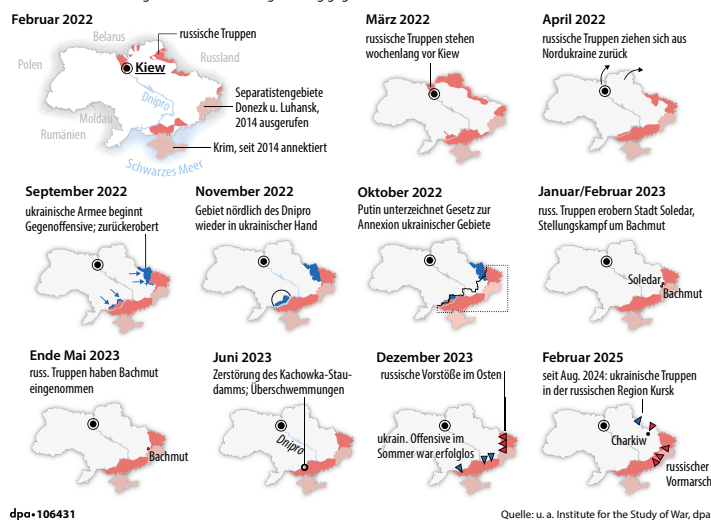 Februar 2022
Belarus
russische Truppen
Polen
Kiew
Russland
Dnipro
Separatistengebiete
Donezk u. Luhansk,
2014 ausgerufen
Moldau
Rumänien
Krim, seit 2014 annektiert
Schwarzes Meer
März 2022
russische Truppen stehen
wochenlang vor Kiew
April 2022
russische Truppen ziehen sich aus
Nordukraine zurück
September 2022
ukrainische Armee beginnt
Gegenoffensive; zurückerobert
November 2022
Gebiet nördlich des Dnipro
wieder in ukrainischer Hand
Oktober 2022
Putin unterzeichnet Gesetz zur
Annexion ukrainischer Gebiete
Januar/Februar 2023
russ. Truppen erobern Stadt Soledar,
Stellungskampf um Bachmut
Soledar
Bachmut
Ende Mai 2023
russ. Truppen haben Bachmut
eingenommen
Bachmut
Juni 2023
Zerstörung des Kachowka-Stau-
damms; Überschwemmungen
Dnipro
Dezember 2023
russische Vorstöße im Osten
ukrain. Offensive im
Sommer war erfolglos
Februar 2025
seit Aug. 2024: ukrainische Truppen
in der russischen Region Kursk
Charkiw
russischer
Vormarsch
dpa•106431
Quelle: u. a. Institute for the Study of War, dpa